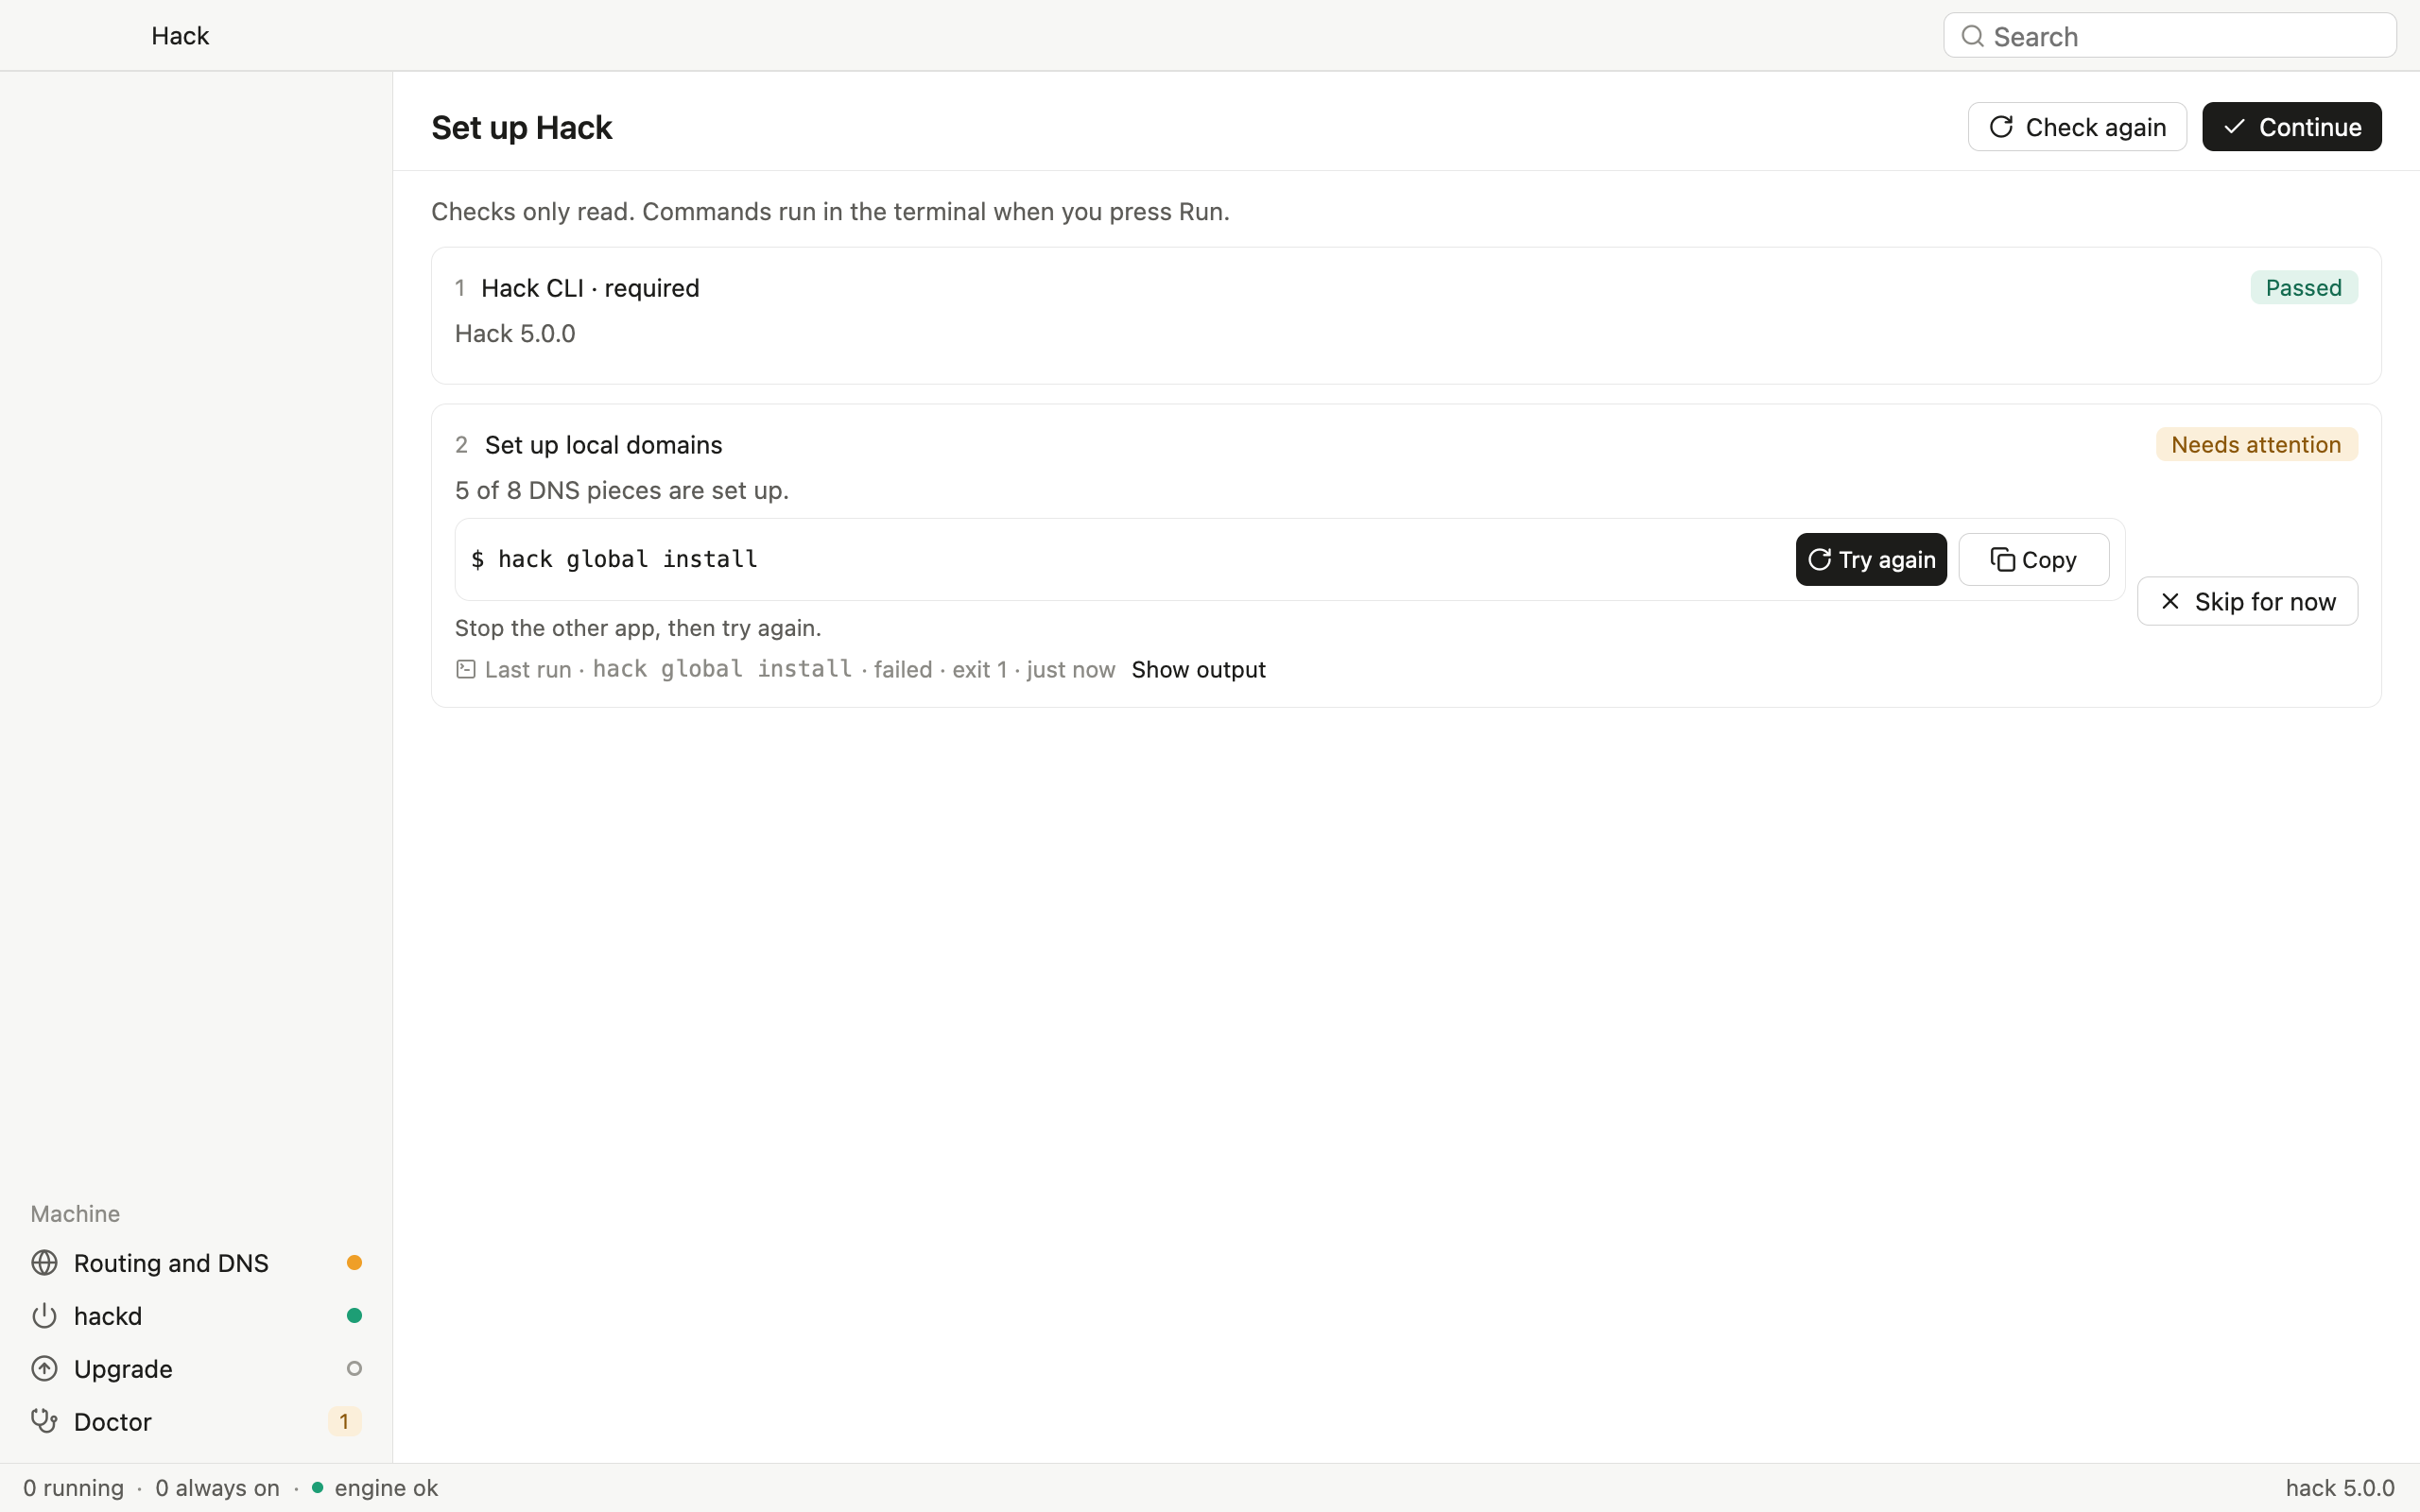 Hack
Search
Set up Hack
Check again
Continue
Checks only read. Commands run in the terminal when you press Run.
1 Hack CLI · required
Passed
Hack 5.0.0
2 Set up local domains
Needs attention
5 of 8 DNS pieces are set up.
$ hack global install
Try again
Copy
Skip for now
Stop the other app, then try again.
Last run · hack global install · failed · exit 1 · just now Show output
Machine
Routing and DNS
hackd
Upgrade
Doctor 1
0 running · 0 always on · engine ok
hack 5.0.0